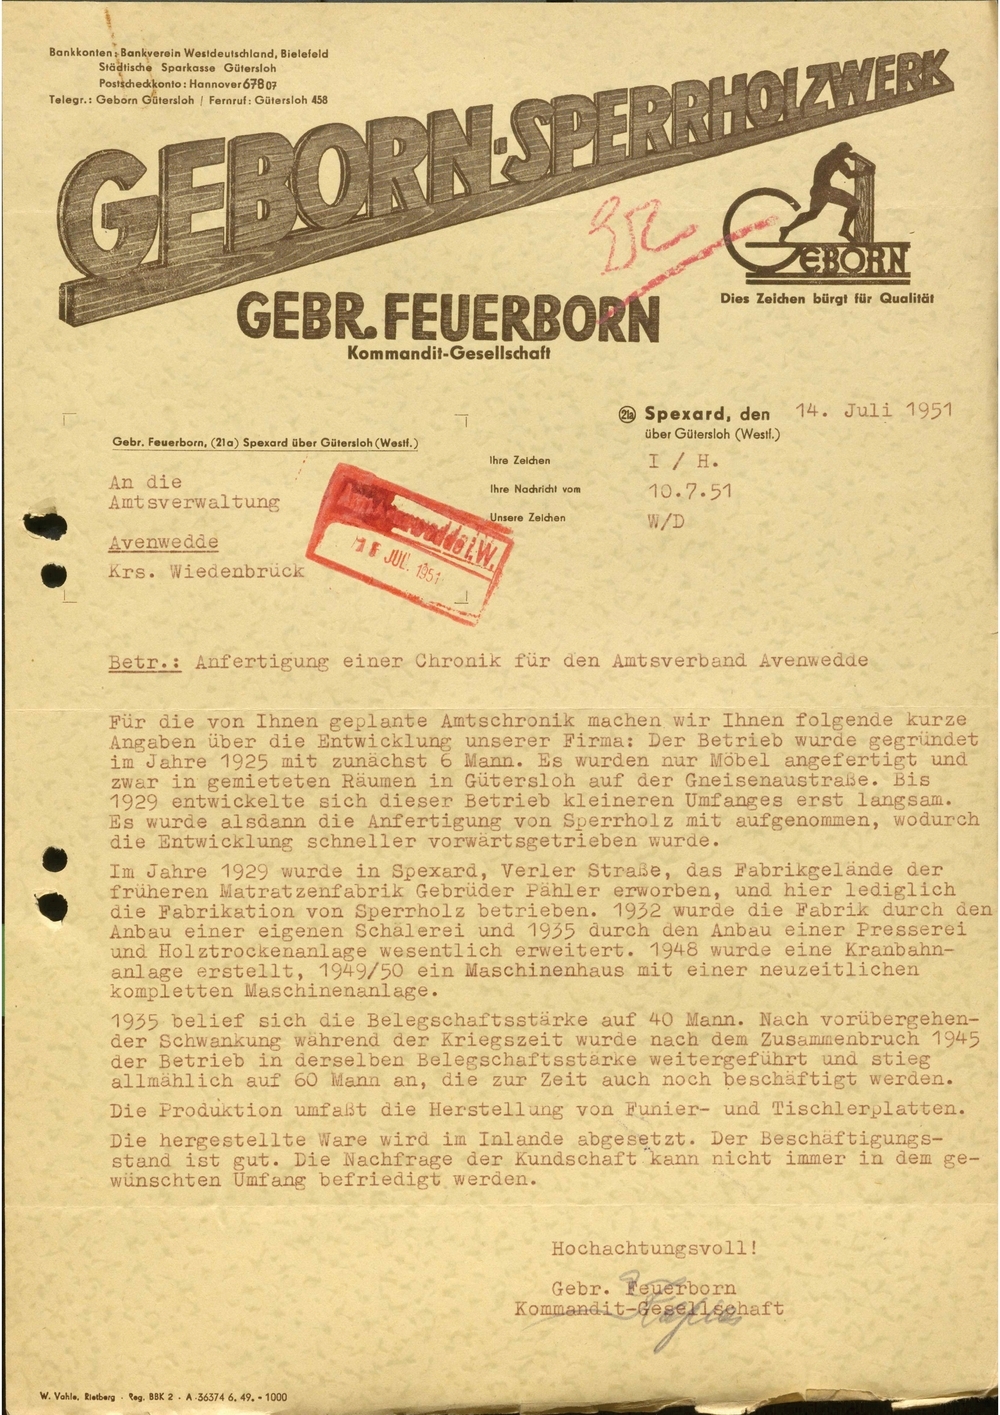 Bankkonten: Bankverein Westdeutschland, Bielefeld
Städtische Sparkasse Gütersloh
Postscheckkonto: Hannover 678 07
Telegr.: Geborn Gütersloh / Fernruf: Gütersloh 458
GEBORN-SPERRHOLZWERK
GEBORN
Dies Zeichen bürgt für Qualität
GEBR. FEUERBORN
Kommandit-Gesellschaft
21a Spexard, den 14. Juli 1951
über Gütersloh (Westf.)
Gebr. Feuerborn, (21a) Spexard über Gütersloh (Westf.)
Ihre Zeichen I / H.
Ihre Nachricht vom 10.7.51
Unsere Zeichen W/D
An die
Amtsverwaltung
Avenwedde
Krs. Wiedenbrück
Avenwedde i.W.
JUL. 1951
Betr.: Anfertigung einer Chronik für den Amtsverband Avenwedde
Für die von Ihnen geplante Amtschronik machen wir Ihnen folgende kurze
Angaben über die Entwicklung unserer Firma: Der Betrieb wurde gegründet
im Jahre 1925 mit zunächst 6 Mann. Es wurden nur Möbel angefertigt und
zwar in gemieteten Räumen in Gütersloh auf der Gneisenaustraße. Bis
1929 entwickelte sich dieser Betrieb kleineren Umfanges erst langsam.
Es wurde alsdann die Anfertigung von Sperrholz mit aufgenommen, wodurch
die Entwicklung schneller vorwärtsgetrieben wurde.
Im Jahre 1929 wurde in Spexard, Verler Straße, das Fabrikgelände der
früheren Matratzenfabrik Gebrüder Pähler erworben, und hier lediglich
die Fabrikation von Sperrholz betrieben. 1932 wurde die Fabrik durch den
Anbau einer eigenen Schälerei und 1935 durch den Anbau einer Presserei
und Holztrockenanlage wesentlich erweitert. 1948 wurde eine Kranbahn-
anlage erstellt, 1949/50 ein Maschinenhaus mit einer neuzeitlichen
kompletten Maschinenanlage.
1935 belief sich die Belegschaftsstärke auf 40 Mann. Nach vorübergehen-
der Schwankung während der Kriegszeit wurde nach dem Zusammenbruch 1945
der Betrieb in derselben Belegschaftsstärke weitergeführt und stieg
allmählich auf 60 Mann an, die zur Zeit auch noch beschäftigt werden.
Die Produktion umfaßt die Herstellung von Funier- und Tischlerplatten.
Die hergestellte Ware wird im Inlande abgesetzt. Der Beschäftigungs-
stand ist gut. Die Nachfrage der Kundschaft kann nicht immer in dem ge-
wünschten Umfang befriedigt werden.
Hochachtungsvoll!
Gebr. Feuerborn
Kommandit-Gesellschaft
W. Vahle, Rietberg · Reg. BBK 2 · A ·36374 6. 49. · 1000